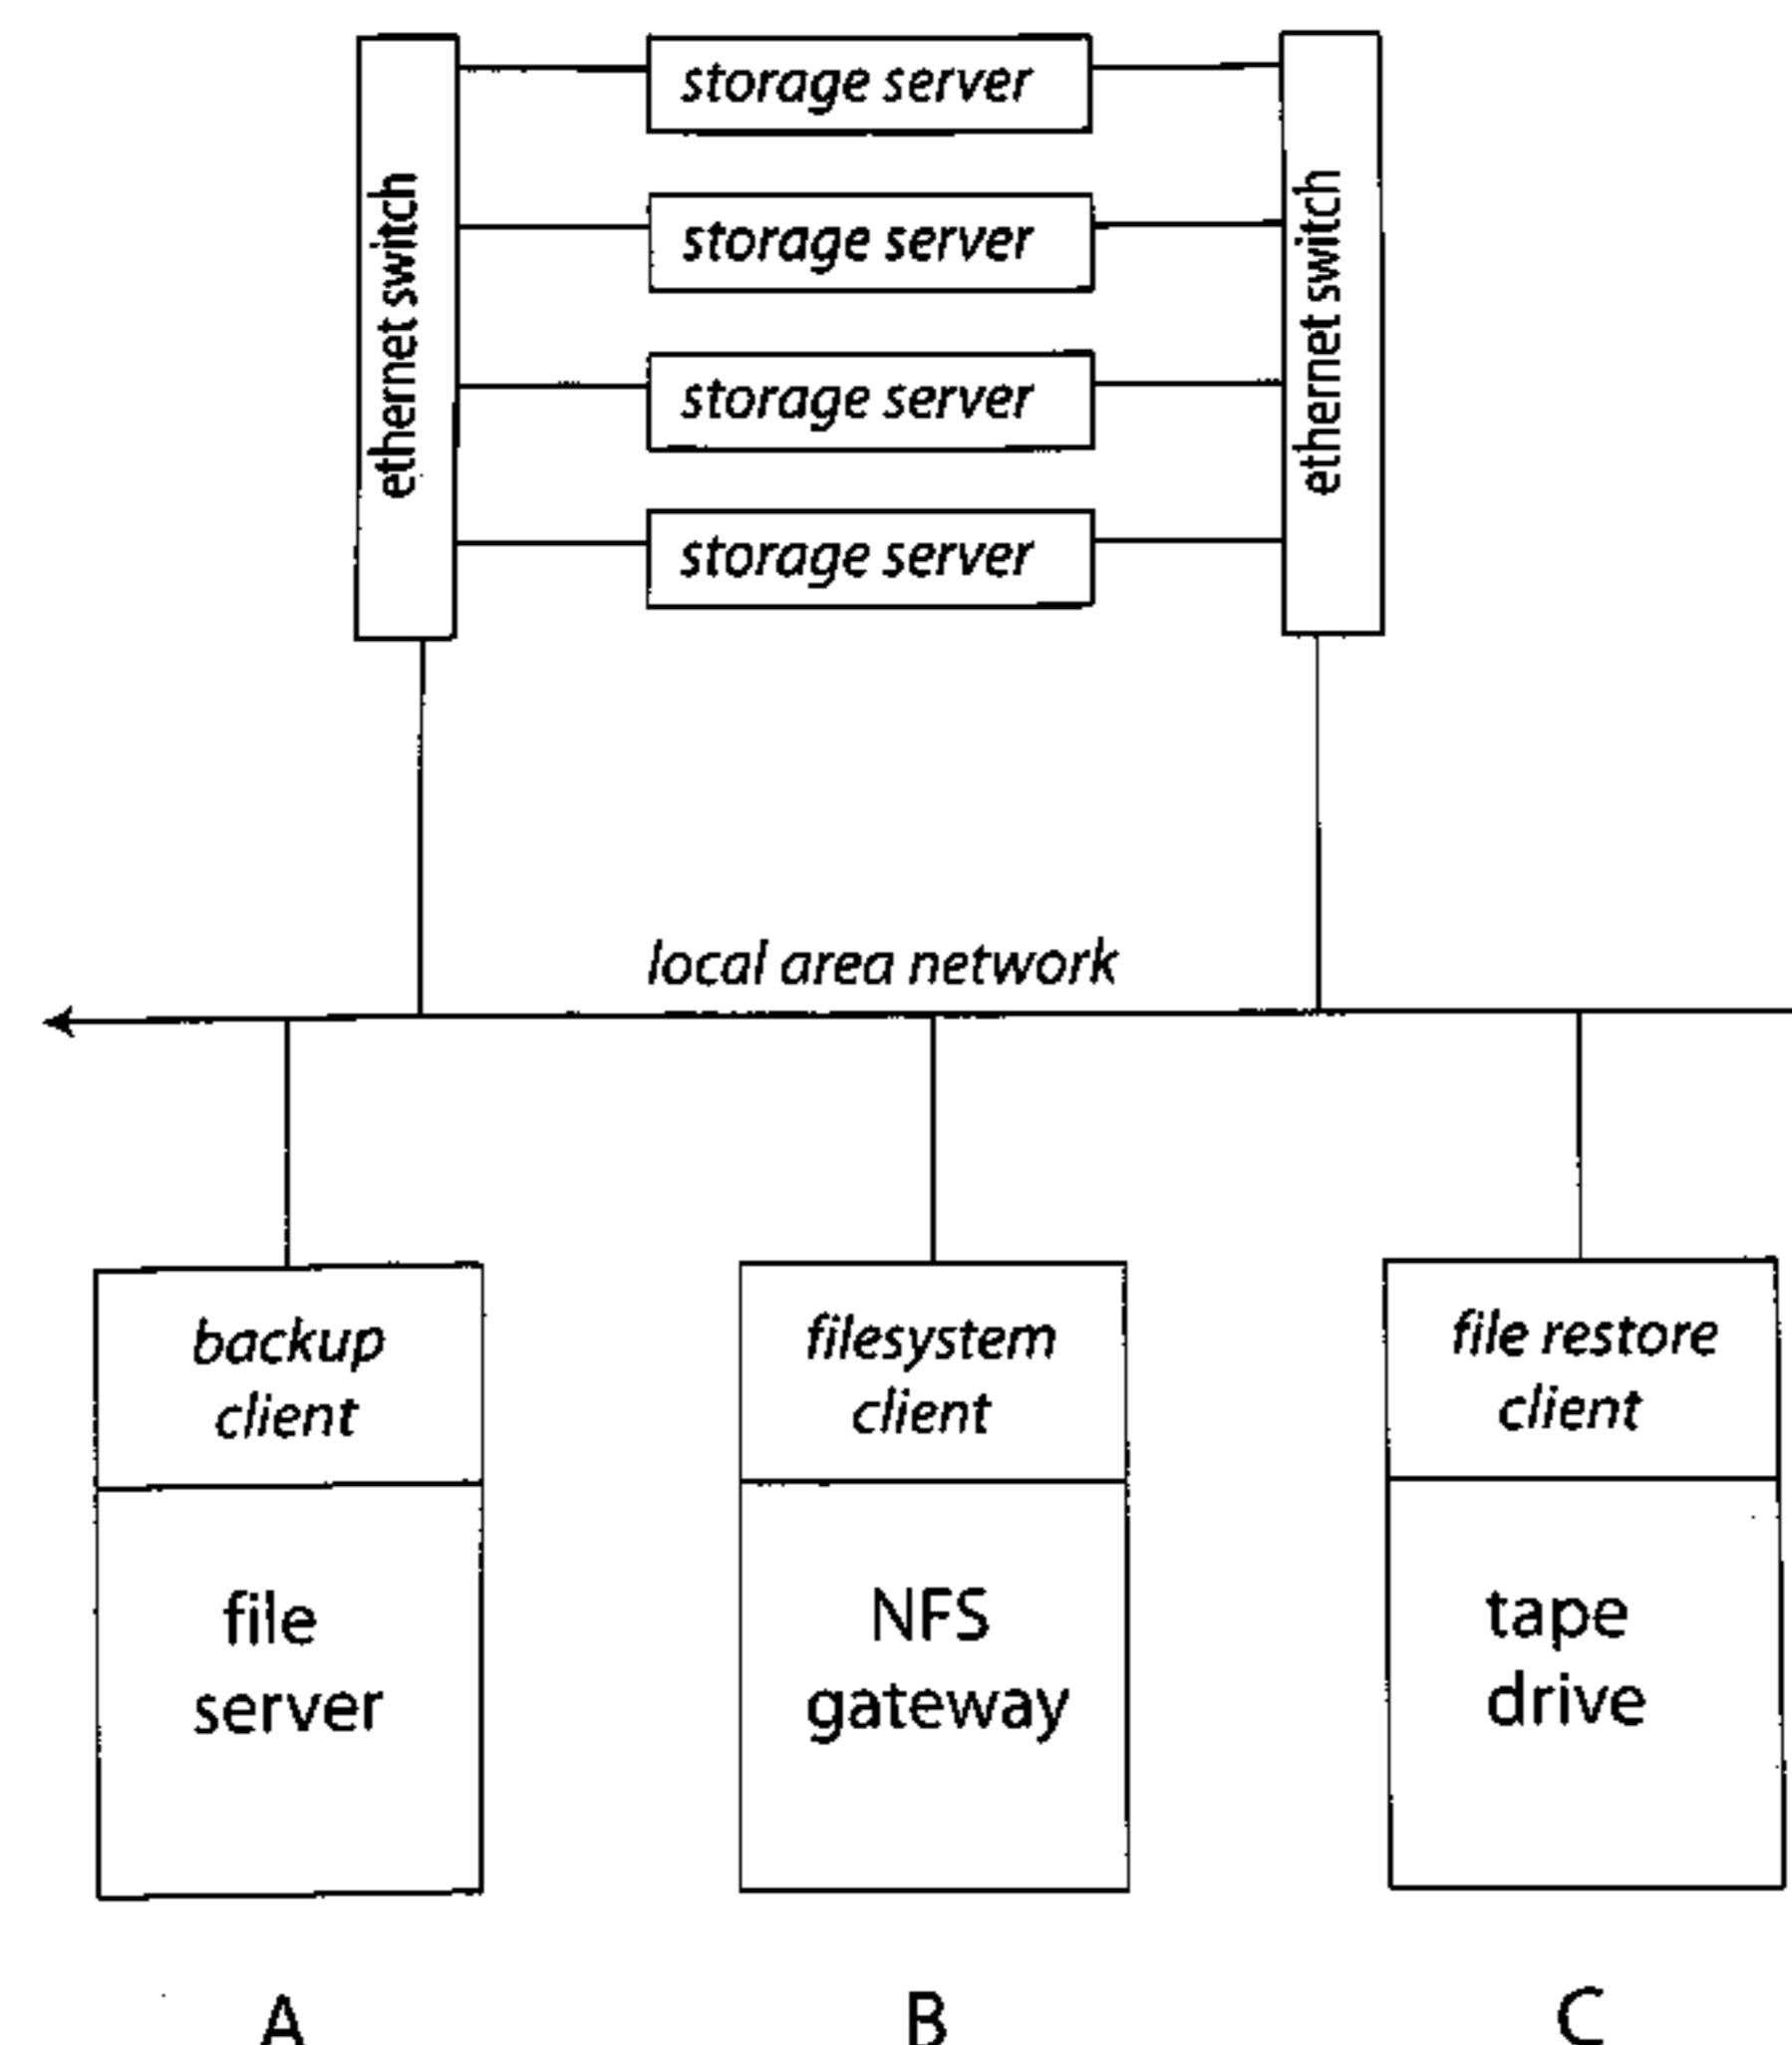 storage server
storage server
storage server
storage server
ethernet switch
ethernet switch
local area network
backup
client
file
server
filesystem
client
NFS
gateway
file restore
client
tape
drive
A
B
C